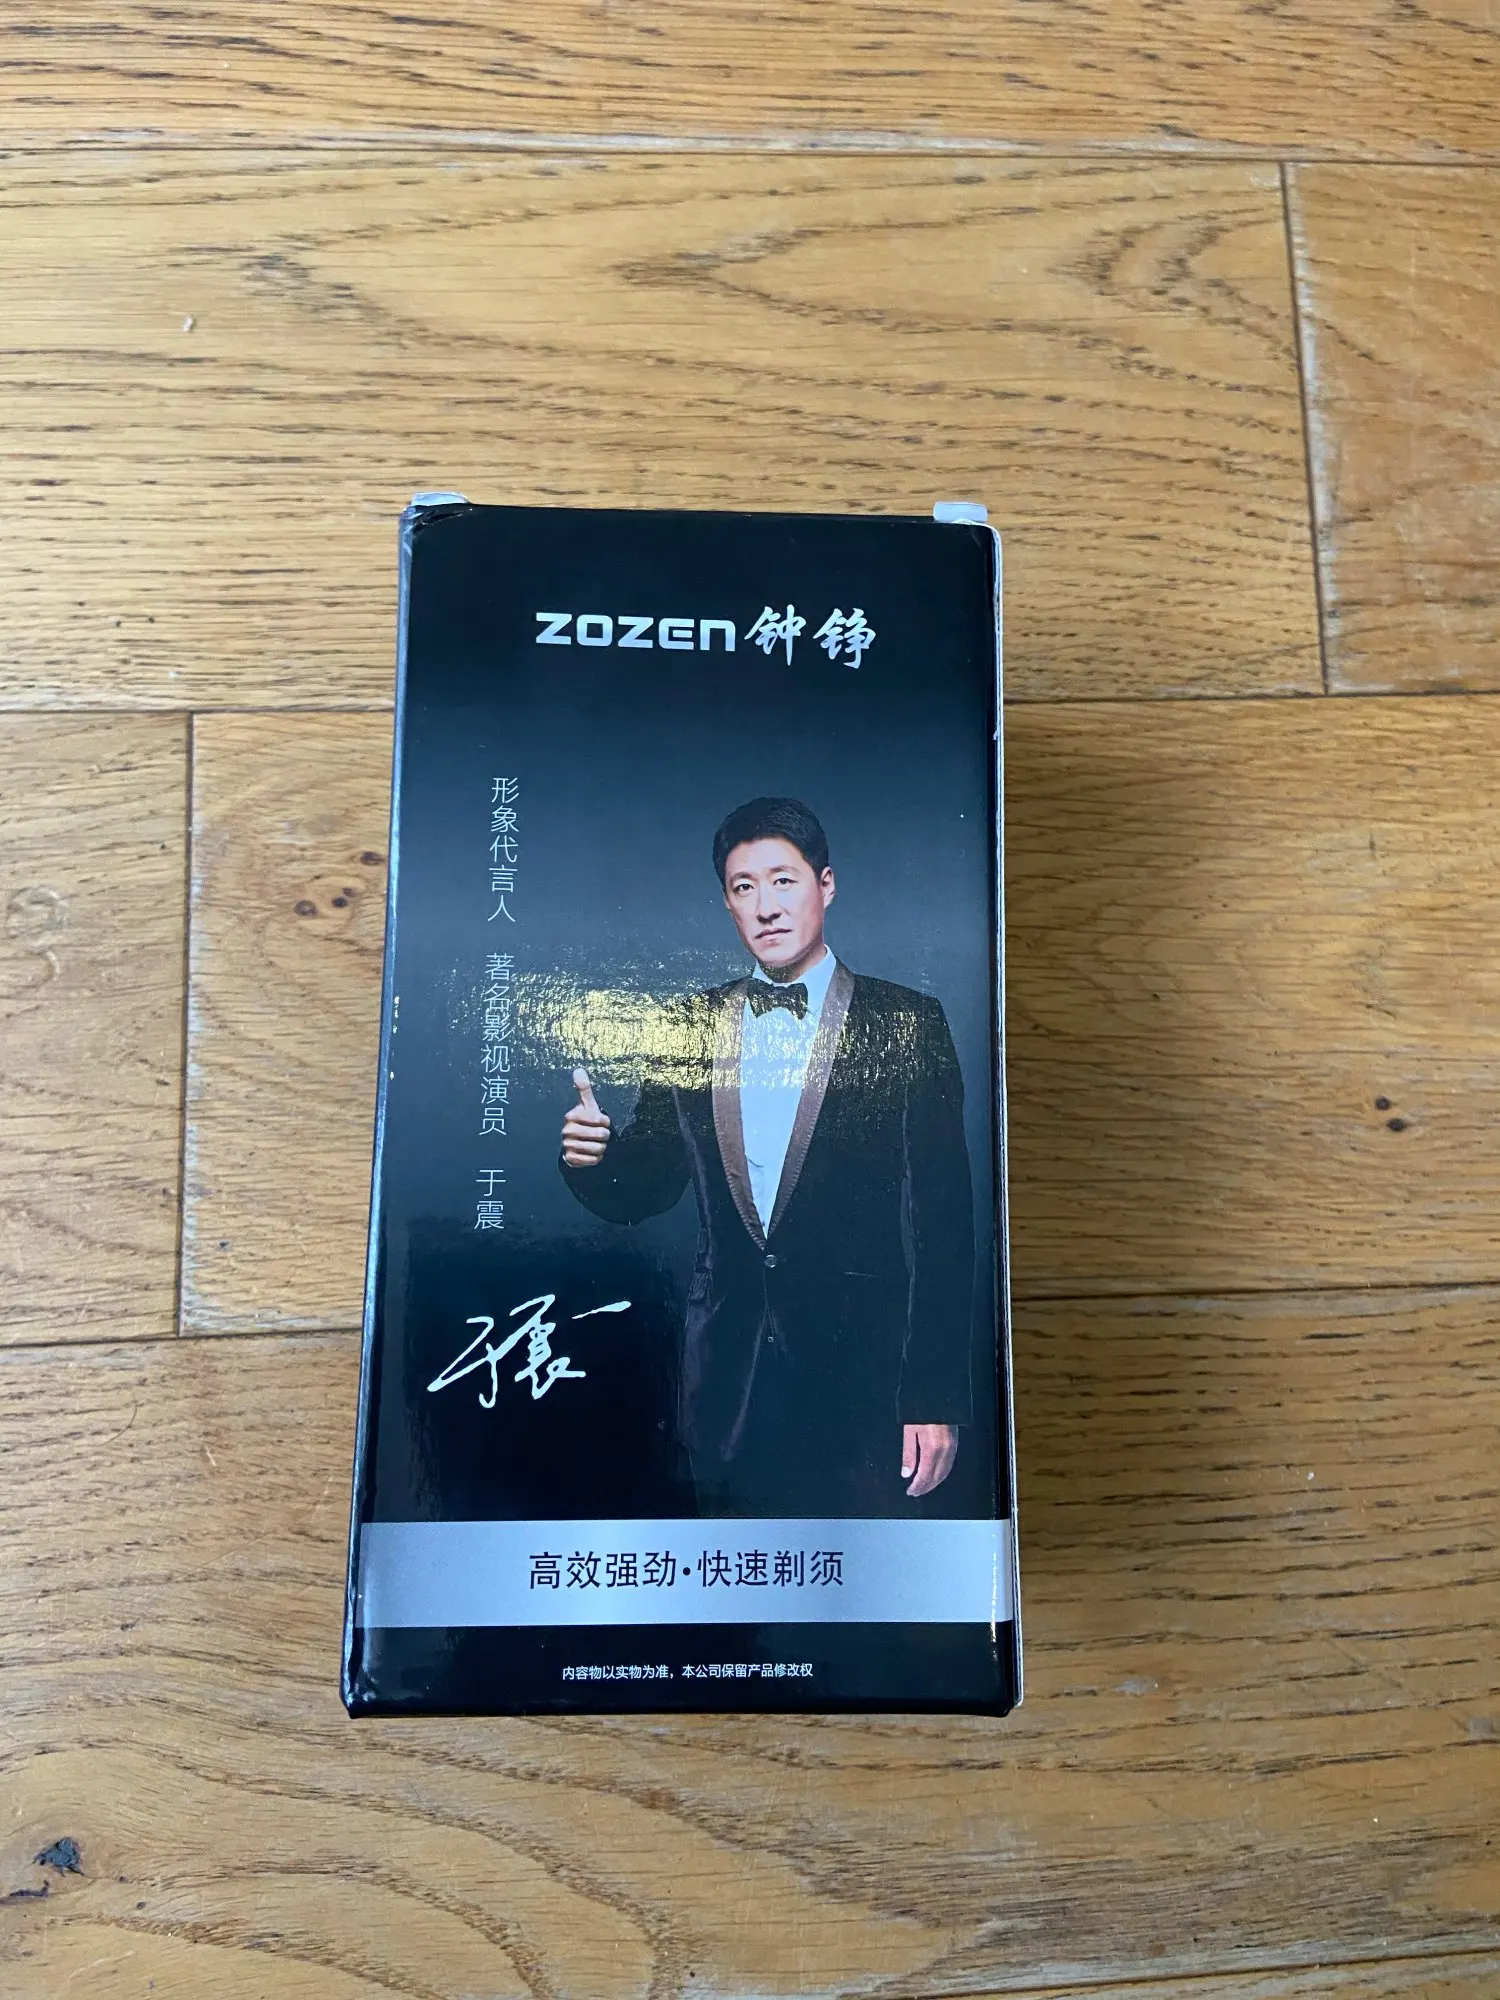 ZOZEN钟铮
形象代言人 著名影视演员 于震
于震
高效强劲·快速剃须
内容物以实物为准，本公司保留产品修改权